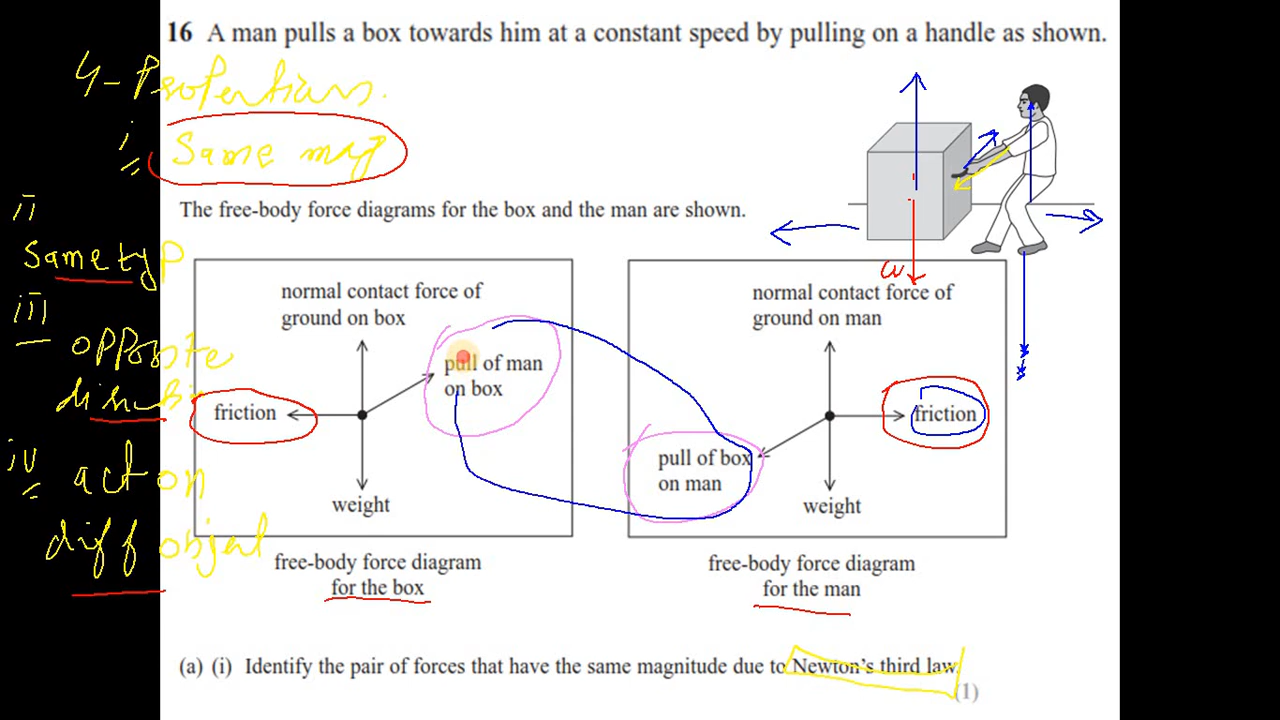 16 A man pulls a box towards him at a constant speed by pulling on a handle as shown.
4- Propertians.
i
Same mag
ii
Same typ
iii
opposite
iv action
diff object
The free-body force diagrams for the box and the man are shown.
W
normal contact force of
ground on box
pull of man
on box
friction
weight
free-body force diagram
for the box
normal contact force of
ground on man
friction
pull of box
on man
weight
free-body force diagram
for the man
(a) (i) Identify the pair of forces that have the same magnitude due to Newton's third law.
(1)